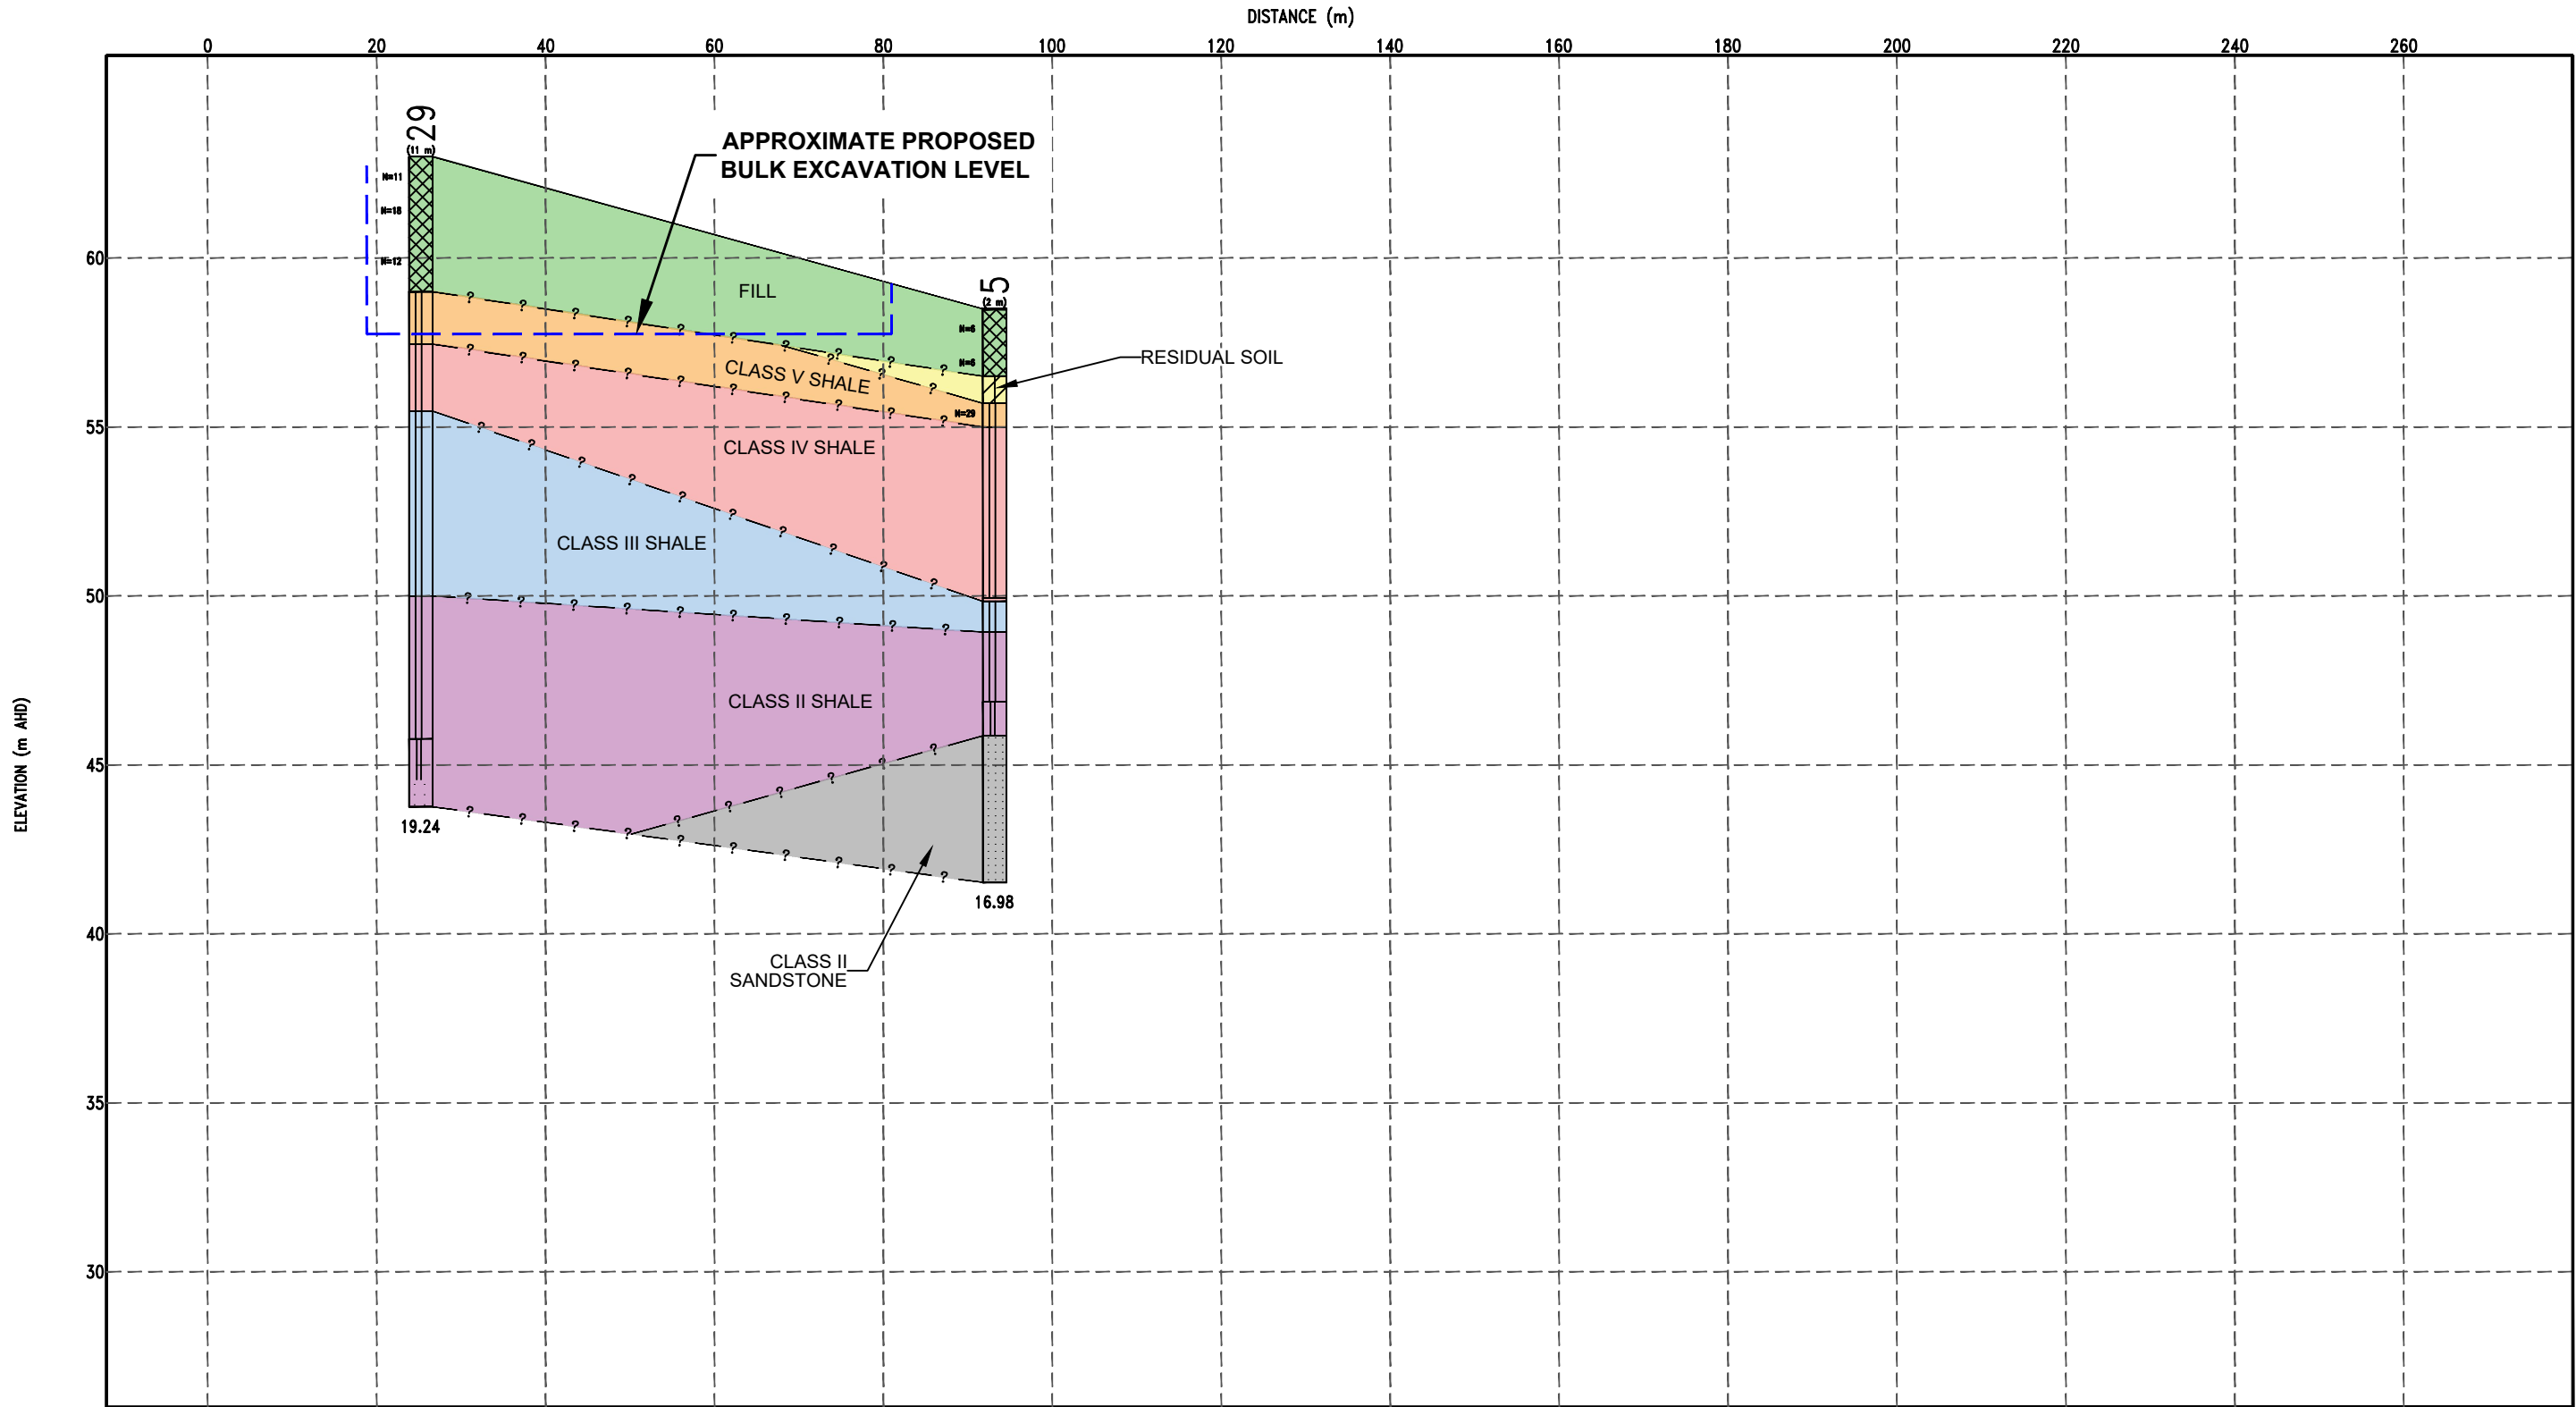 DISTANCE (m)
0 20 40 60 80 100 120 140 160 180 200 220 240 260
29
(11 m)
APPROXIMATE PROPOSED
BULK EXCAVATION LEVEL
N=11
N=18
60
N=12
5
(2 m)
FILL
N=6
RESIDUAL SOIL
N=6
CLASS V SHALE
N=29
55
CLASS IV SHALE
CLASS III SHALE
50
CLASS II SHALE
ELEVATION (m AHD)
45
19.24
16.98
40
CLASS II
SANDSTONE
35
30